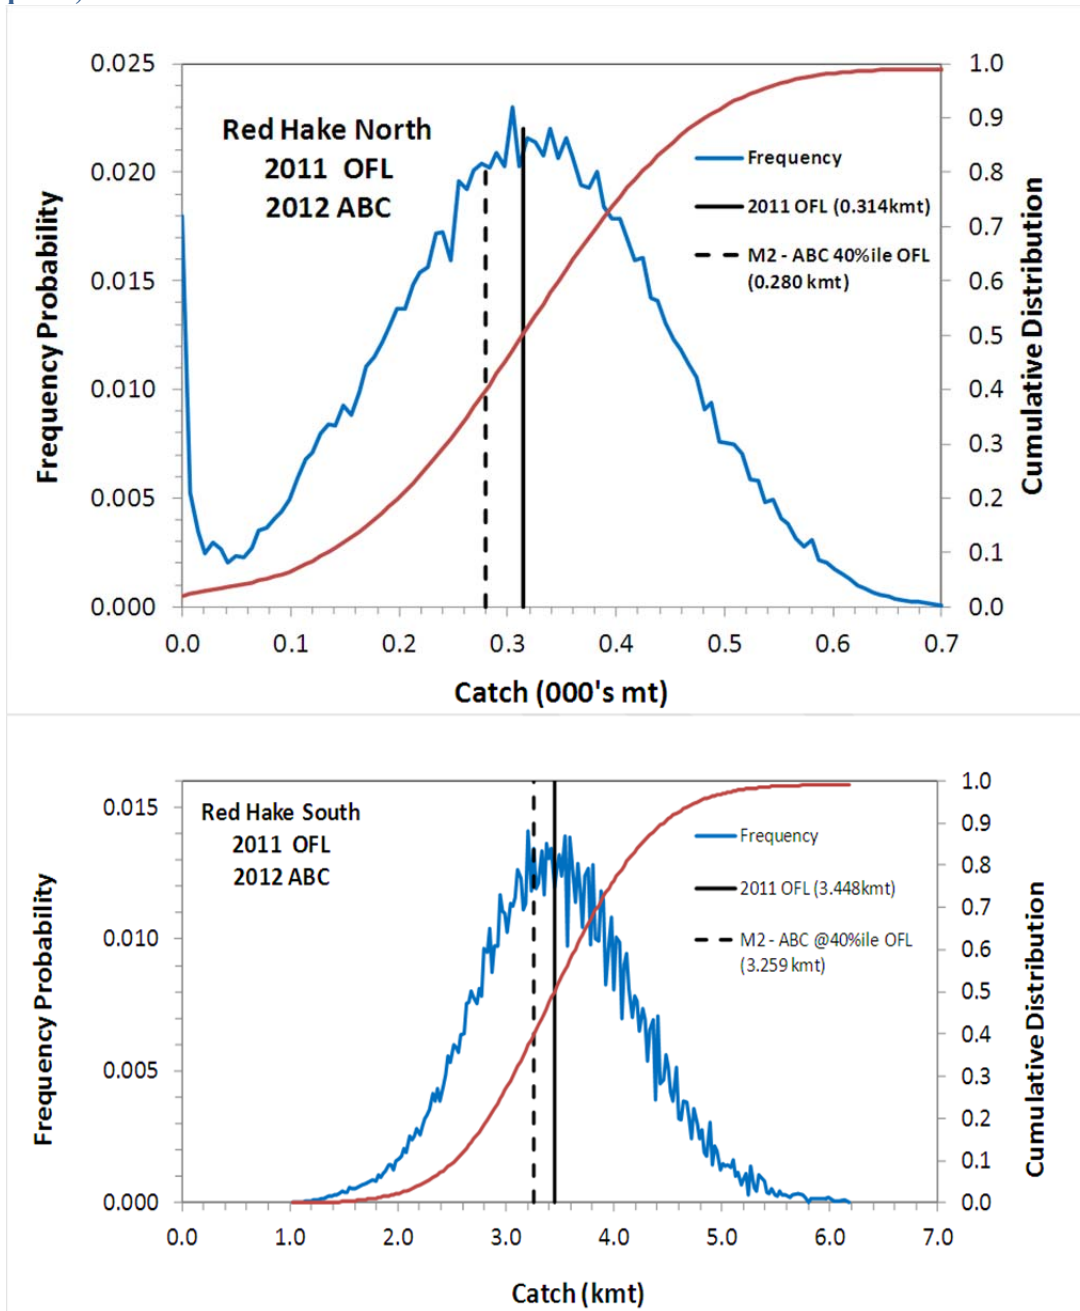 0.025
0.020
0.015
0.010
0.005
0.000
Frequency Probability
Red Hake North
2011 OFL
2012 ABC
Frequency
2011 OFL (0.314kmt)
M2 - ABC 40%ile OFL
(0.280 kmt)
1.0
0.9
0.8
0.7
0.6
0.5
0.4
0.3
0.2
0.1
0.0
Cumulative Distribution
0.0 0.1 0.2 0.3 0.4 0.5 0.6 0.7
Catch (000's mt)
0.015
0.010
0.005
0.000
Frequency Probability
Red Hake South
2011 OFL
2012 ABC
Frequency
2011 OFL (3.448kmt)
M2 - ABC @40%ile OFL
(3.259 kmt)
1.0
0.9
0.8
0.7
0.6
0.5
0.4
0.3
0.2
0.1
0.0
Cumulative Distribution
0.0 1.0 2.0 3.0 4.0 5.0 6.0 7.0
Catch (kmt)